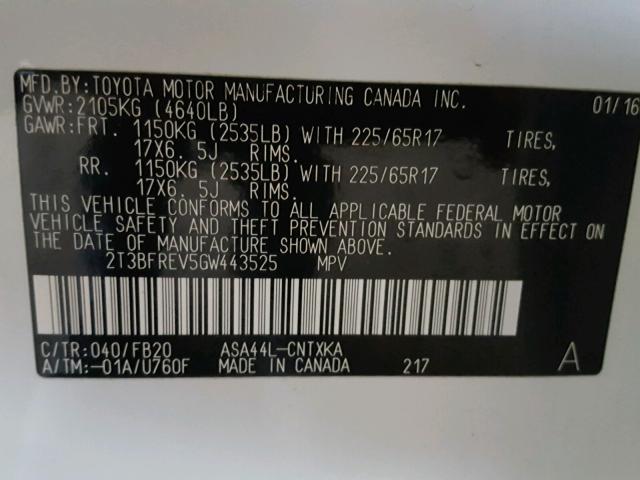 MFD.BY:TOYOTA MOTOR MANUFACTURING CANADA INC. 01/16
GVWR:2105KG (4640LB)
GAWR:FRT. 1150KG (2535LB) WITH 225/65R17 TIRES,
17X6. 5J RIMS.
RR. 1150KG (2535LB) WITH 225/65R17 TIRES,
17X6. 5J RIMS.
THIS VEHICLE CONFORMS TO ALL APPLICABLE FEDERAL MOTOR
VEHICLE SAFETY AND THEFT PREVENTION STANDARDS IN EFFECT ON
THE DATE OF MANUFACTURE SHOWN ABOVE.
2T3BFREV5GW443525 MPV
C/TR:040/FB20 ASA44L-CNTXKA
A/TM:-01A/U760F MADE IN CANADA 217 A